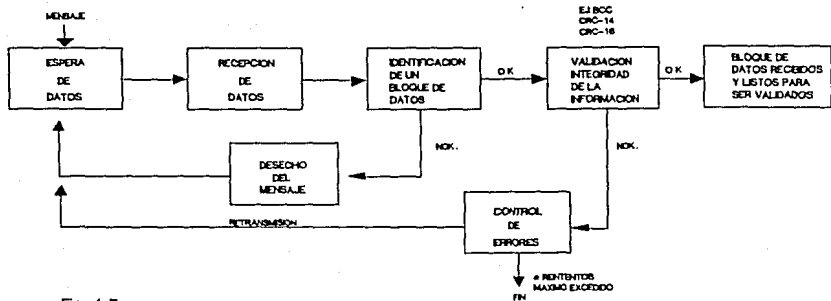 MENSAJE
ESPERA
DE
DATOS
RECEPCION
DE
DATOS
IDENTIFICACION
DE UN
BLOQUE DE
DATOS
OK
EJ: BCC
CRC-14
CRC-16
VALIDACION
INTEGRIDAD
DE LA
INFORMACION
OK
BLOQUE DE
DATOS RECIBIDOS
Y LISTOS PARA
SER VALIDADOS
NOK.
DESECHO
DEL
MENSAJE
NOK.
RETRANSMISION
CONTROL
DE
ERRORES
# RENTENTOS
MAXIMO EXCEDIDO
FIN